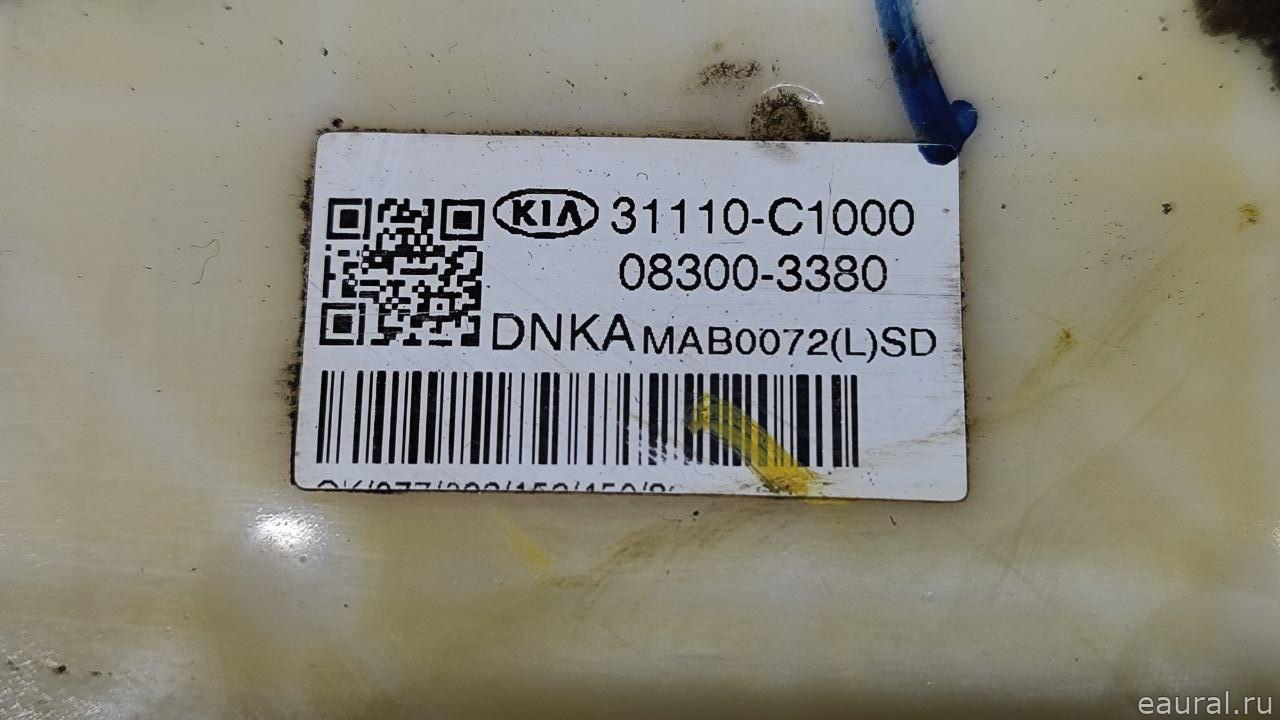 KIA 31110-C1000
08300-3380
DNKA MAB0072(L)SD
eaural.ru